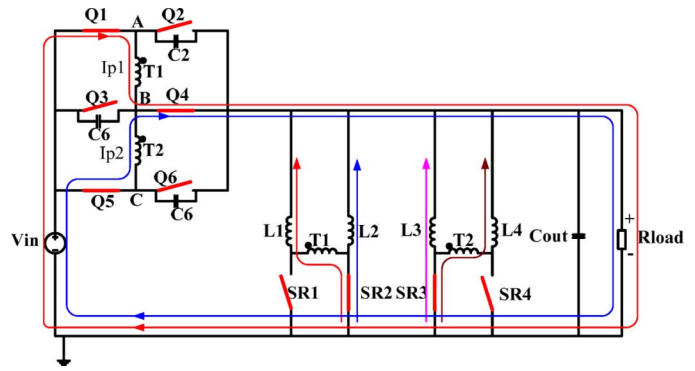 Q1 A Q2
C2
Ip1 T1
Q3 B Q4
C6
Ip2 T2
Q6
Q5 C C6
Vin
L1 T1 L2 L3 T2 L4 Cout + Rload
-
SR1 SR2 SR3 SR4